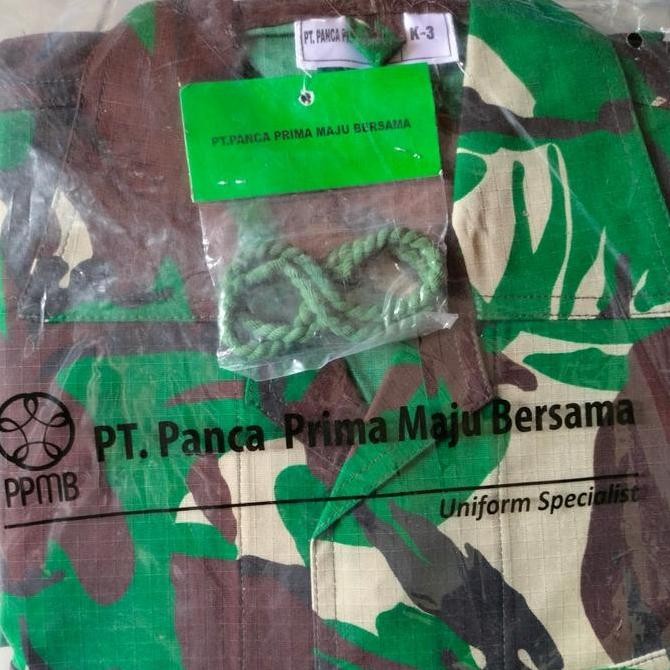 PT. PANCA K-3
PT.PANCA PRIMA MAJU BERSAMA
PT. Panca Prima Maju Bersama
PPMB
Uniform Specialist